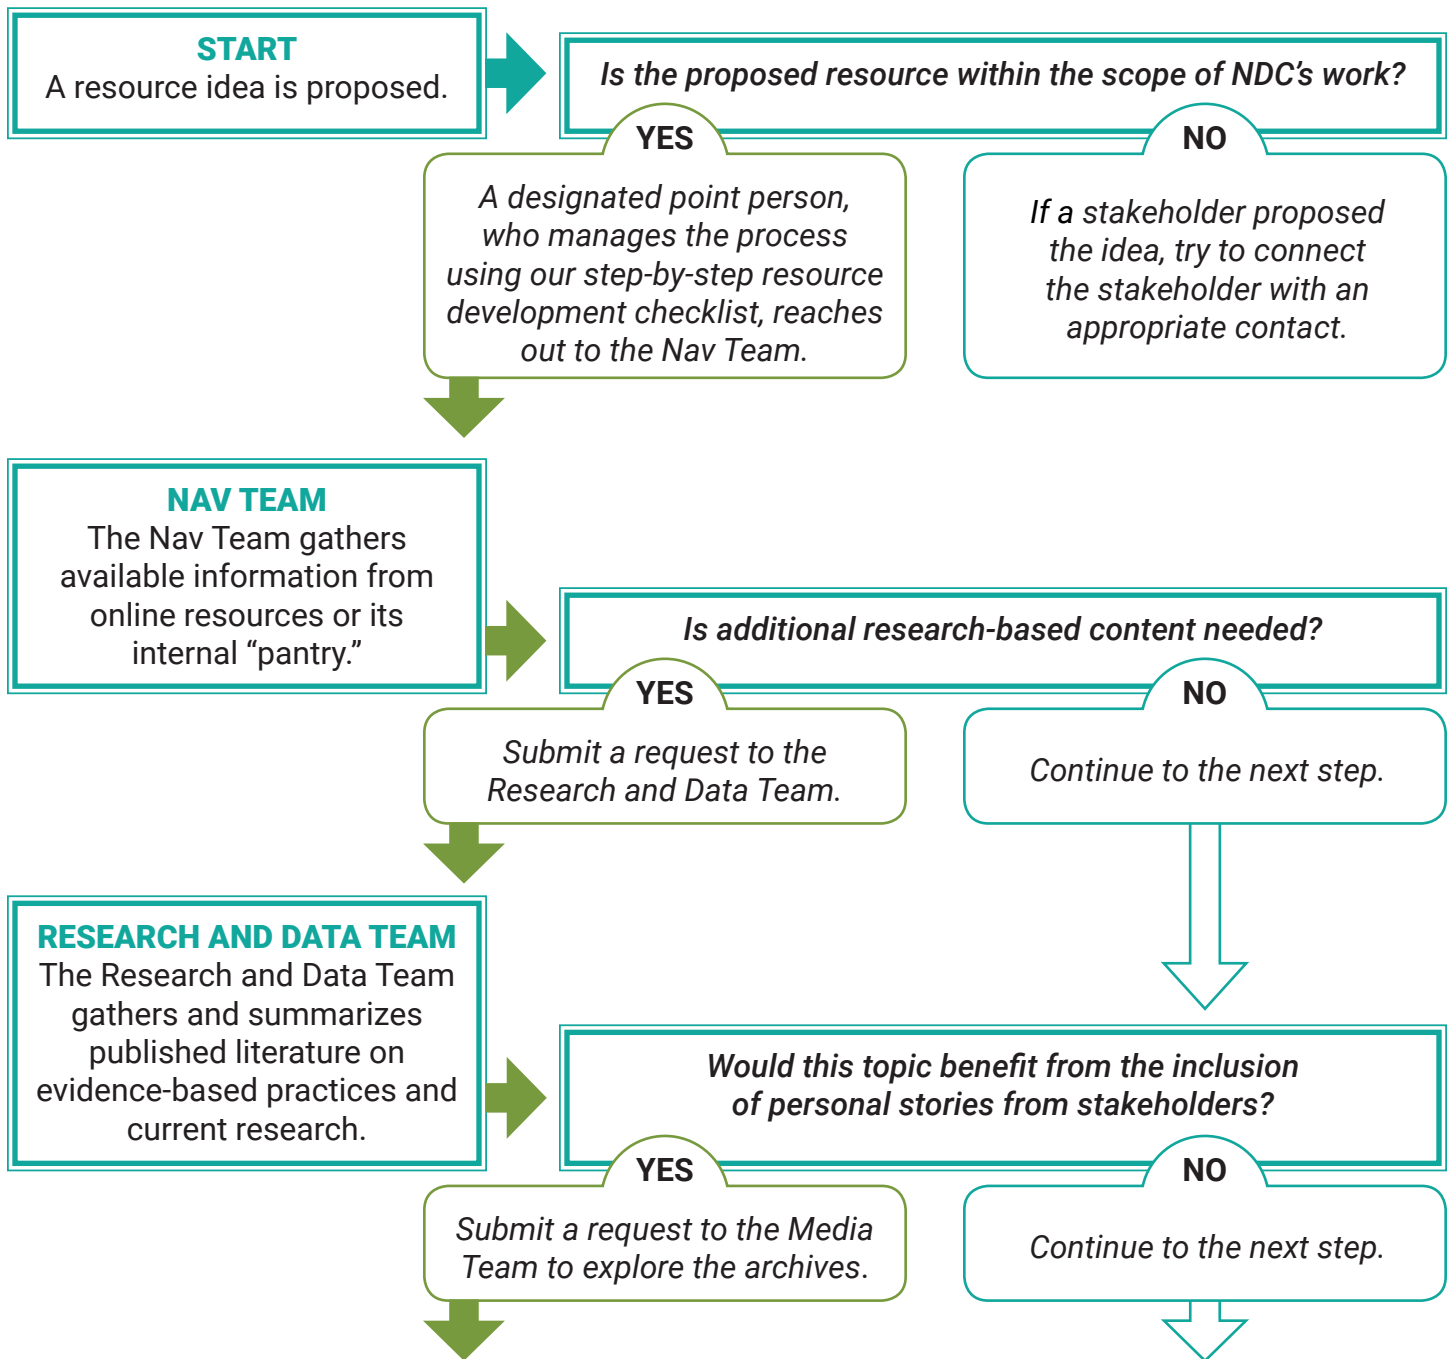 START
A resource idea is proposed.
Is the proposed resource within the scope of NDC’s work?
YES
A designated point person,
who manages the process
using our step-by-step resource
development checklist, reaches
out to the Nav Team.
NO
If a stakeholder proposed
the idea, try to connect
the stakeholder with an
appropriate contact.
NAV TEAM
The Nav Team gathers
available information from
online resources or its
internal “pantry.”
Is additional research-based content needed?
YES
Submit a request to the
Research and Data Team.
NO
Continue to the next step.
RESEARCH AND DATA TEAM
The Research and Data Team
gathers and summarizes
published literature on
evidence-based practices and
current research.
Would this topic benefit from the inclusion
of personal stories from stakeholders?
YES
Submit a request to the Media
Team to explore the archives.
NO
Continue to the next step.